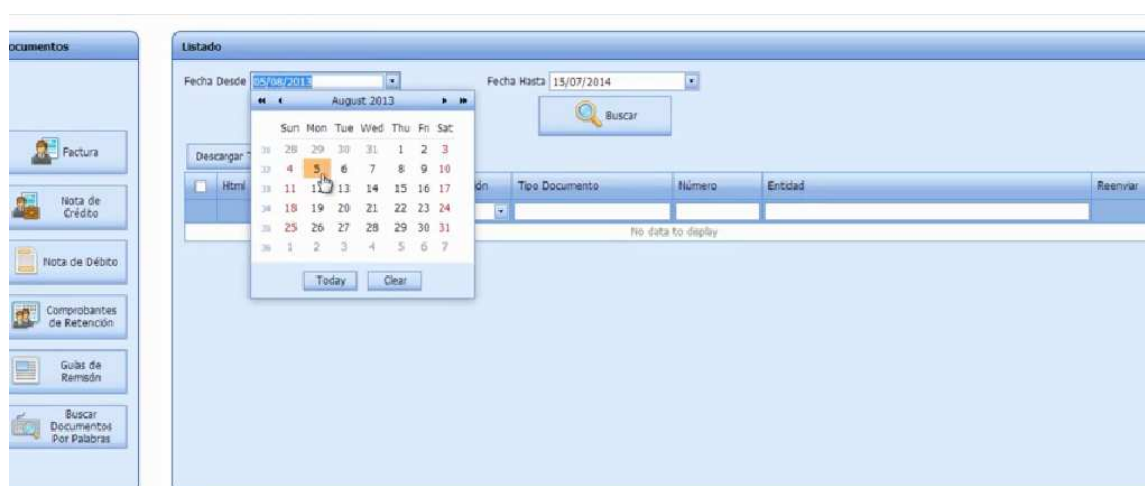 ocumentos
Factura
Nota de
Crédito
Nota de Débito
Comprobantes
de Retención
Guías de
Remisón
Buscar
Documentos
Por Palabras
Listado
Fecha Desde 05/08/2013
Fecha Hasta 15/07/2014
Buscar
August 2013
Sun Mon Tue Wed Thu Fri Sat
31 28 29 30 31 1 2 3
32 4 5 6 7 8 9 10
33 11 12 13 14 15 16 17
34 18 19 20 21 22 23 24
35 25 26 27 28 29 30 31
36 1 2 3 4 5 6 7
Today Clear
Descargar
Html ón Tipo Documento Número Entidad Reenviar
No data to display